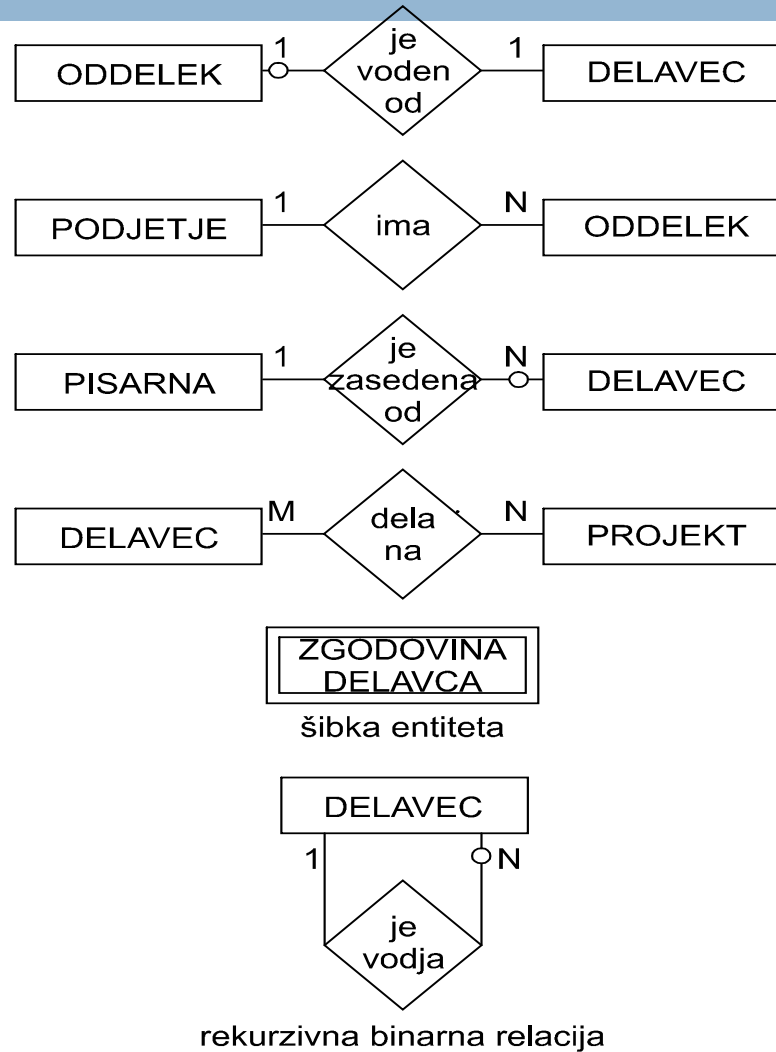 ODDELEK 1 je voden od 1 DELAVEC
PODJETJE 1 ima N ODDELEK
PISARNA 1 je zasedena od N DELAVEC
DELAVEC M dela na N PROJEKT
ZGODOVINA
DELAVCA
šibka entiteta
DELAVEC
1 N
je
vodja
rekurzivna binarna relacija